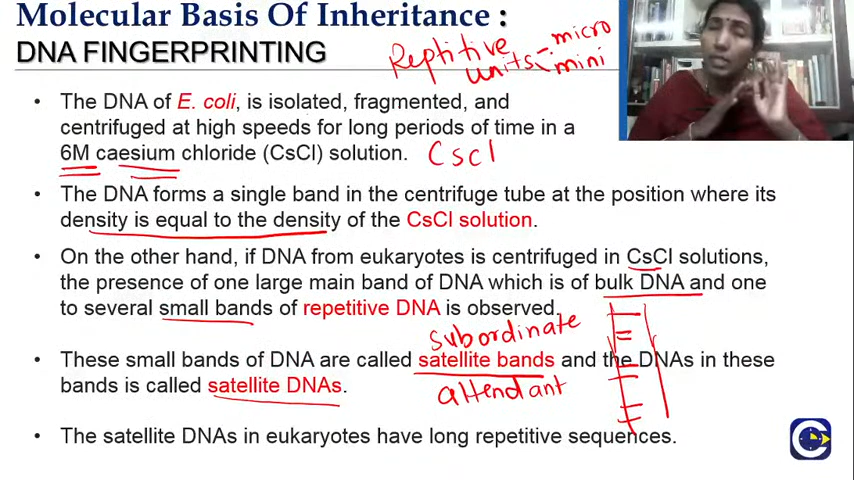 Molecular Basis Of Inheritance :
DNA FINGERPRINTING
Reptitive
units
micro
mini
• The DNA of E. coli, is isolated, fragmented, and
centrifuged at high speeds for long periods of time in a
6M caesium chloride (CsCl) solution.
Cscl
• The DNA forms a single band in the centrifuge tube at the position where its
density is equal to the density of the CsCl solution.
• On the other hand, if DNA from eukaryotes is centrifuged in CsCl solutions,
the presence of one large main band of DNA which is of bulk DNA and one
to several small bands of repetitive DNA is observed.
subordinate
• These small bands of DNA are called satellite bands and the DNAs in these
bands is called satellite DNAs.
attendant
• The satellite DNAs in eukaryotes have long repetitive sequences.